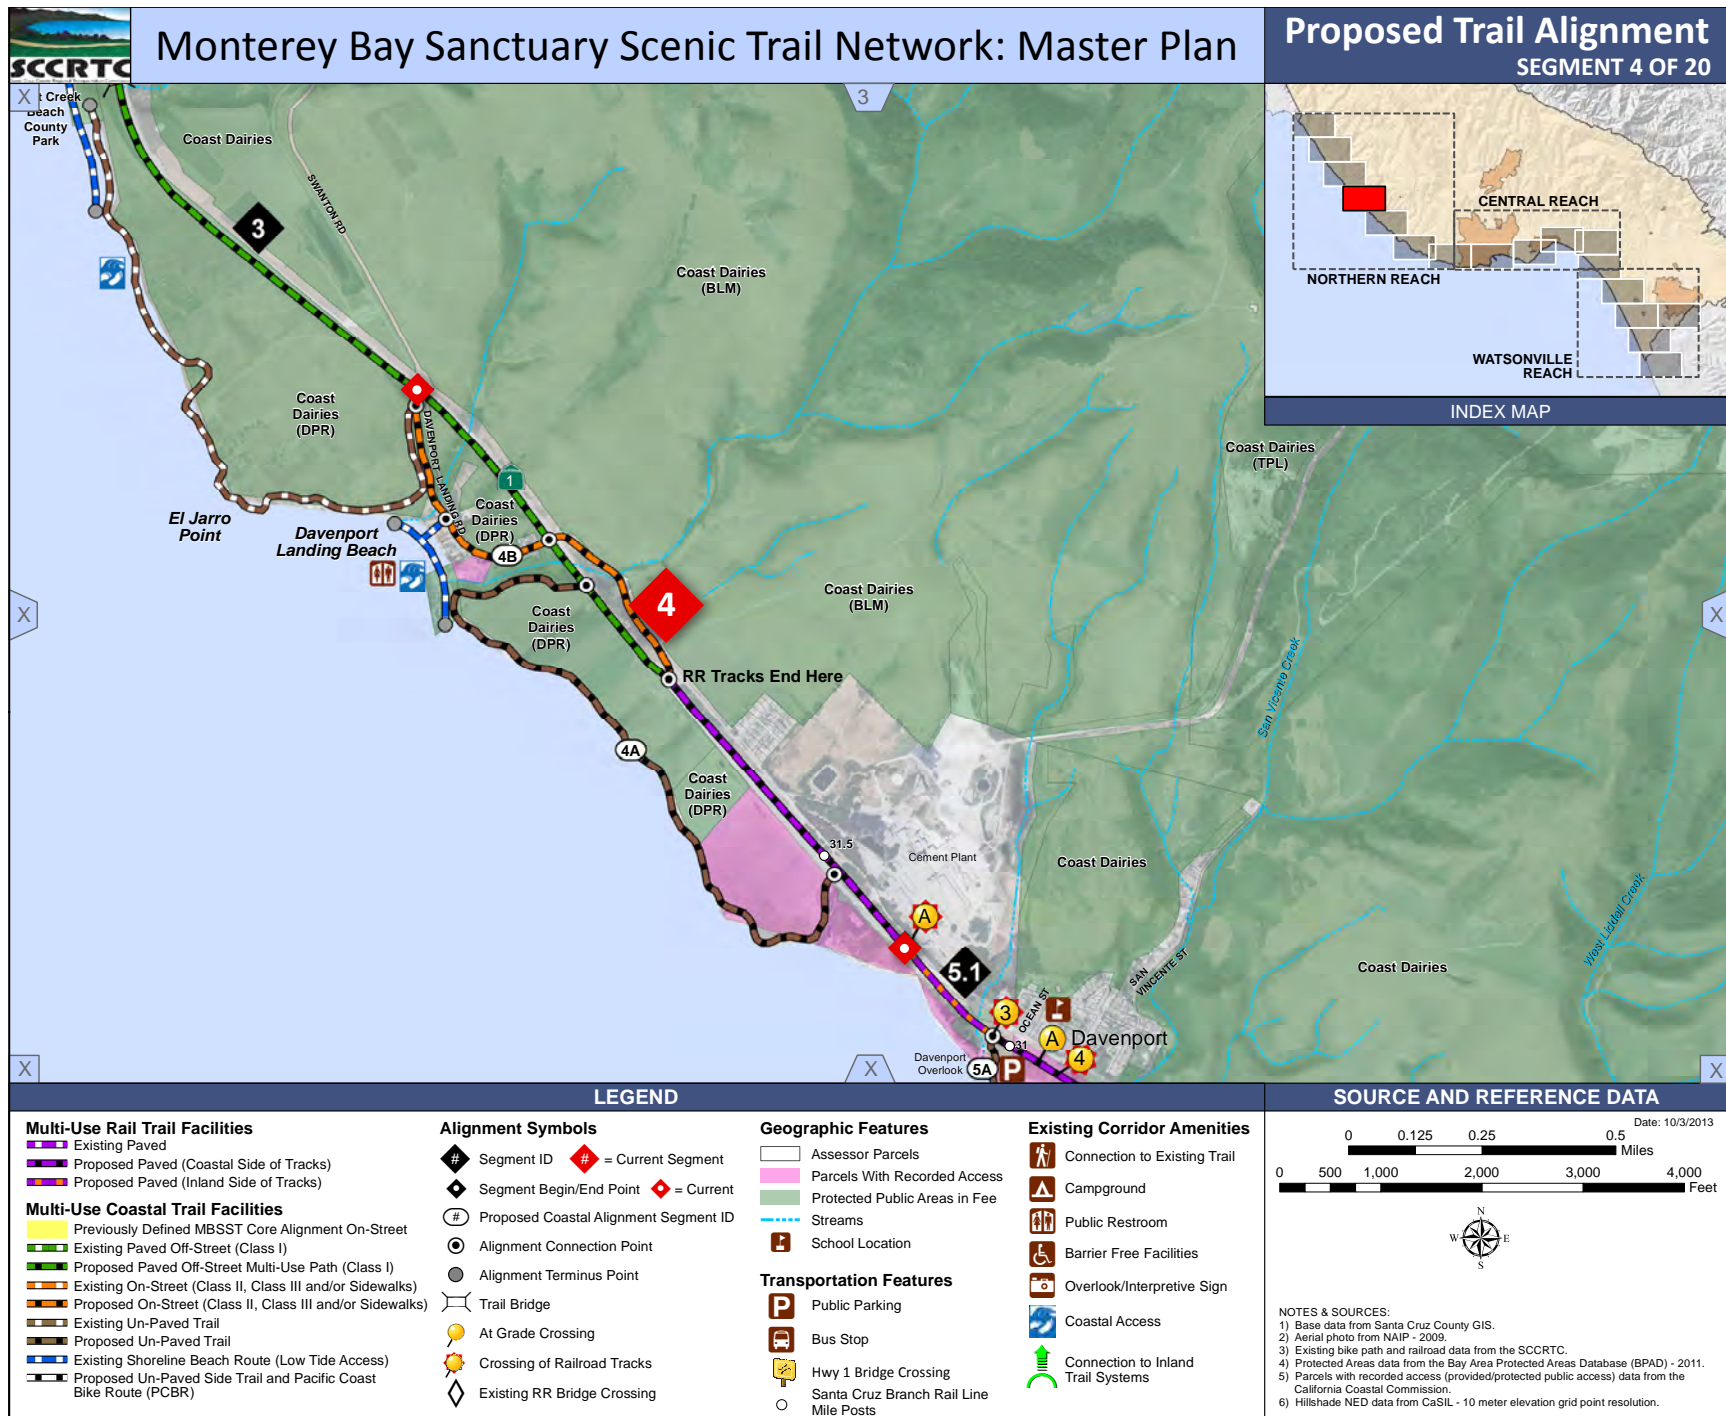 SCCRTC
Monterey Bay Sanctuary Scenic Trail Network: Master Plan
Proposed Trail Alignment
SEGMENT 4 OF 20
X
Creek
Beach
County
Park
Coast Dairies
SWANTON RD
3
3
Coast Dairies
(BLM)
CENTRAL REACH
NORTHERN REACH
WATSONVILLE
REACH
INDEX MAP
Coast
Dairies
(DPR)
DAVENPORT LANDING RD
1
Coast
Dairies
(DPR)
El Jarro
Point
Davenport
Landing Beach
4B
Coast Dairies
(TPL)
X
4
Coast Dairies
(BLM)
X
Coast
Dairies
(DPR)
RR Tracks End Here
San Vicente Creek
4A
Coast
Dairies
(DPR)
31.5
Cement Plant
Coast Dairies
A
West Liddell Creek
5.1
SAN
VINCENTE ST
Coast Dairies
3
OCEAN ST
31
A
Davenport
4
Davenport
Overlook
5A
P
X
X
X
LEGEND
Multi-Use Rail Trail Facilities
Existing Paved
Proposed Paved (Coastal Side of Tracks)
Proposed Paved (Inland Side of Tracks)
Multi-Use Coastal Trail Facilities
Previously Defined MBSST Core Alignment On-Street
Existing Paved Off-Street (Class I)
Proposed Paved Off-Street Multi-Use Path (Class I)
Existing On-Street (Class II, Class III and/or Sidewalks)
Proposed On-Street (Class II, Class III and/or Sidewalks)
Existing Un-Paved Trail
Proposed Un-Paved Trail
Existing Shoreline Beach Route (Low Tide Access)
Proposed Un-Paved Side Trail and Pacific Coast
Bike Route (PCBR)
Alignment Symbols
# Segment ID # = Current Segment
Segment Begin/End Point = Current
# Proposed Coastal Alignment Segment ID
Alignment Connection Point
Alignment Terminus Point
Trail Bridge
At Grade Crossing
Crossing of Railroad Tracks
Existing RR Bridge Crossing
Geographic Features
Assessor Parcels
Parcels With Recorded Access
Protected Public Areas in Fee
Streams
School Location
Transportation Features
P Public Parking
Bus Stop
Hwy 1 Bridge Crossing
Santa Cruz Branch Rail Line
Mile Posts
Existing Corridor Amenities
Connection to Existing Trail
Campground
Public Restroom
Barrier Free Facilities
Overlook/Interpretive Sign
Coastal Access
Connection to Inland
Trail Systems
SOURCE AND REFERENCE DATA
Date: 10/3/2013
0 0.125 0.25 0.5
Miles
0 500 1,000 2,000 3,000 4,000
Feet
N
W E
S
NOTES & SOURCES:
1) Base data from Santa Cruz County GIS.
2) Aerial photo from NAIP - 2009.
3) Existing bike path and railroad data from the SCCRTC.
4) Protected Areas data from the Bay Area Protected Areas Database (BPAD) - 2011.
5) Parcels with recorded access (provided/protected public access) data from the
California Coastal Commission.
6) Hillshade NED data from CaSIL - 10 meter elevation grid point resolution.